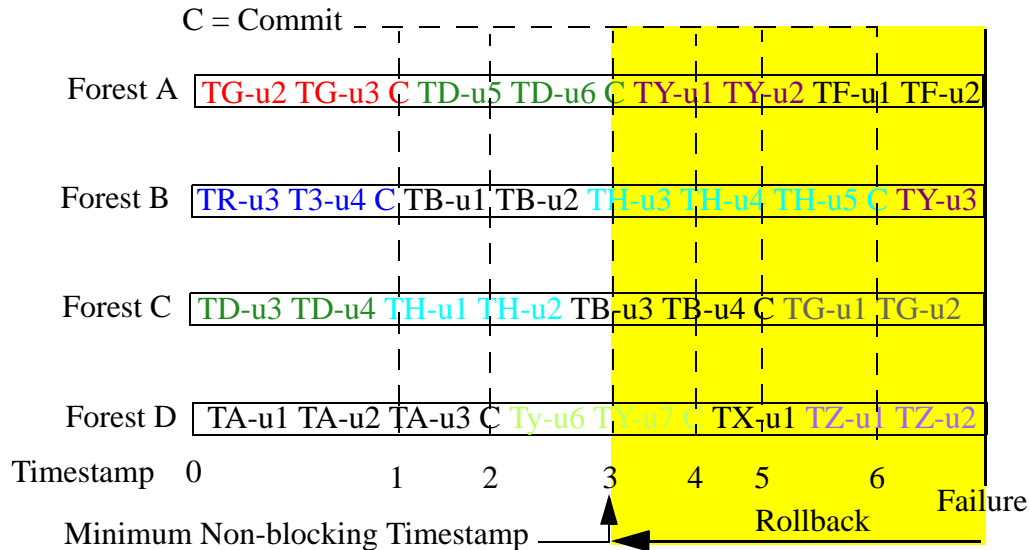 C = Commit
Forest A TG-u2 TG-u3 C TD-u5 TD-u6 C TY-u1 TY-u2 TF-u1 TF-u2
Forest B TR-u3 T3-u4 C TB-u1 TB-u2 TH-u3 TH-u4 TH-u5 C TY-u3
Forest C TD-u3 TD-u4 TH-u1 TH-u2 TB-u3 TB-u4 C TG-u1 TG-u2
Forest D TA-u1 TA-u2 TA-u3 C Ty-u6 TY-u7 C TX-u1 TZ-u1 TZ-u2
Timestamp 0 1 2 3 4 5 6
Failure
Minimum Non-blocking Timestamp
Rollback